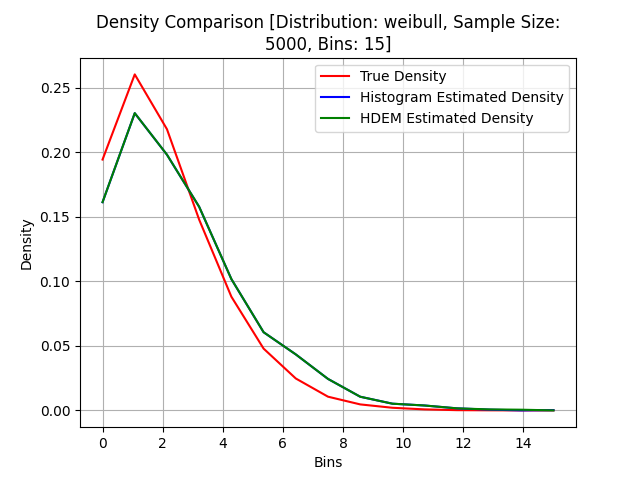 Density Comparison [Distribution: weibull, Sample Size:
5000, Bins: 15]
True Density
Histogram Estimated Density
HDEM Estimated Density
Density
0.25
0.20
0.15
0.10
0.05
0.00
0 2 4 6 8 10 12 14
Bins